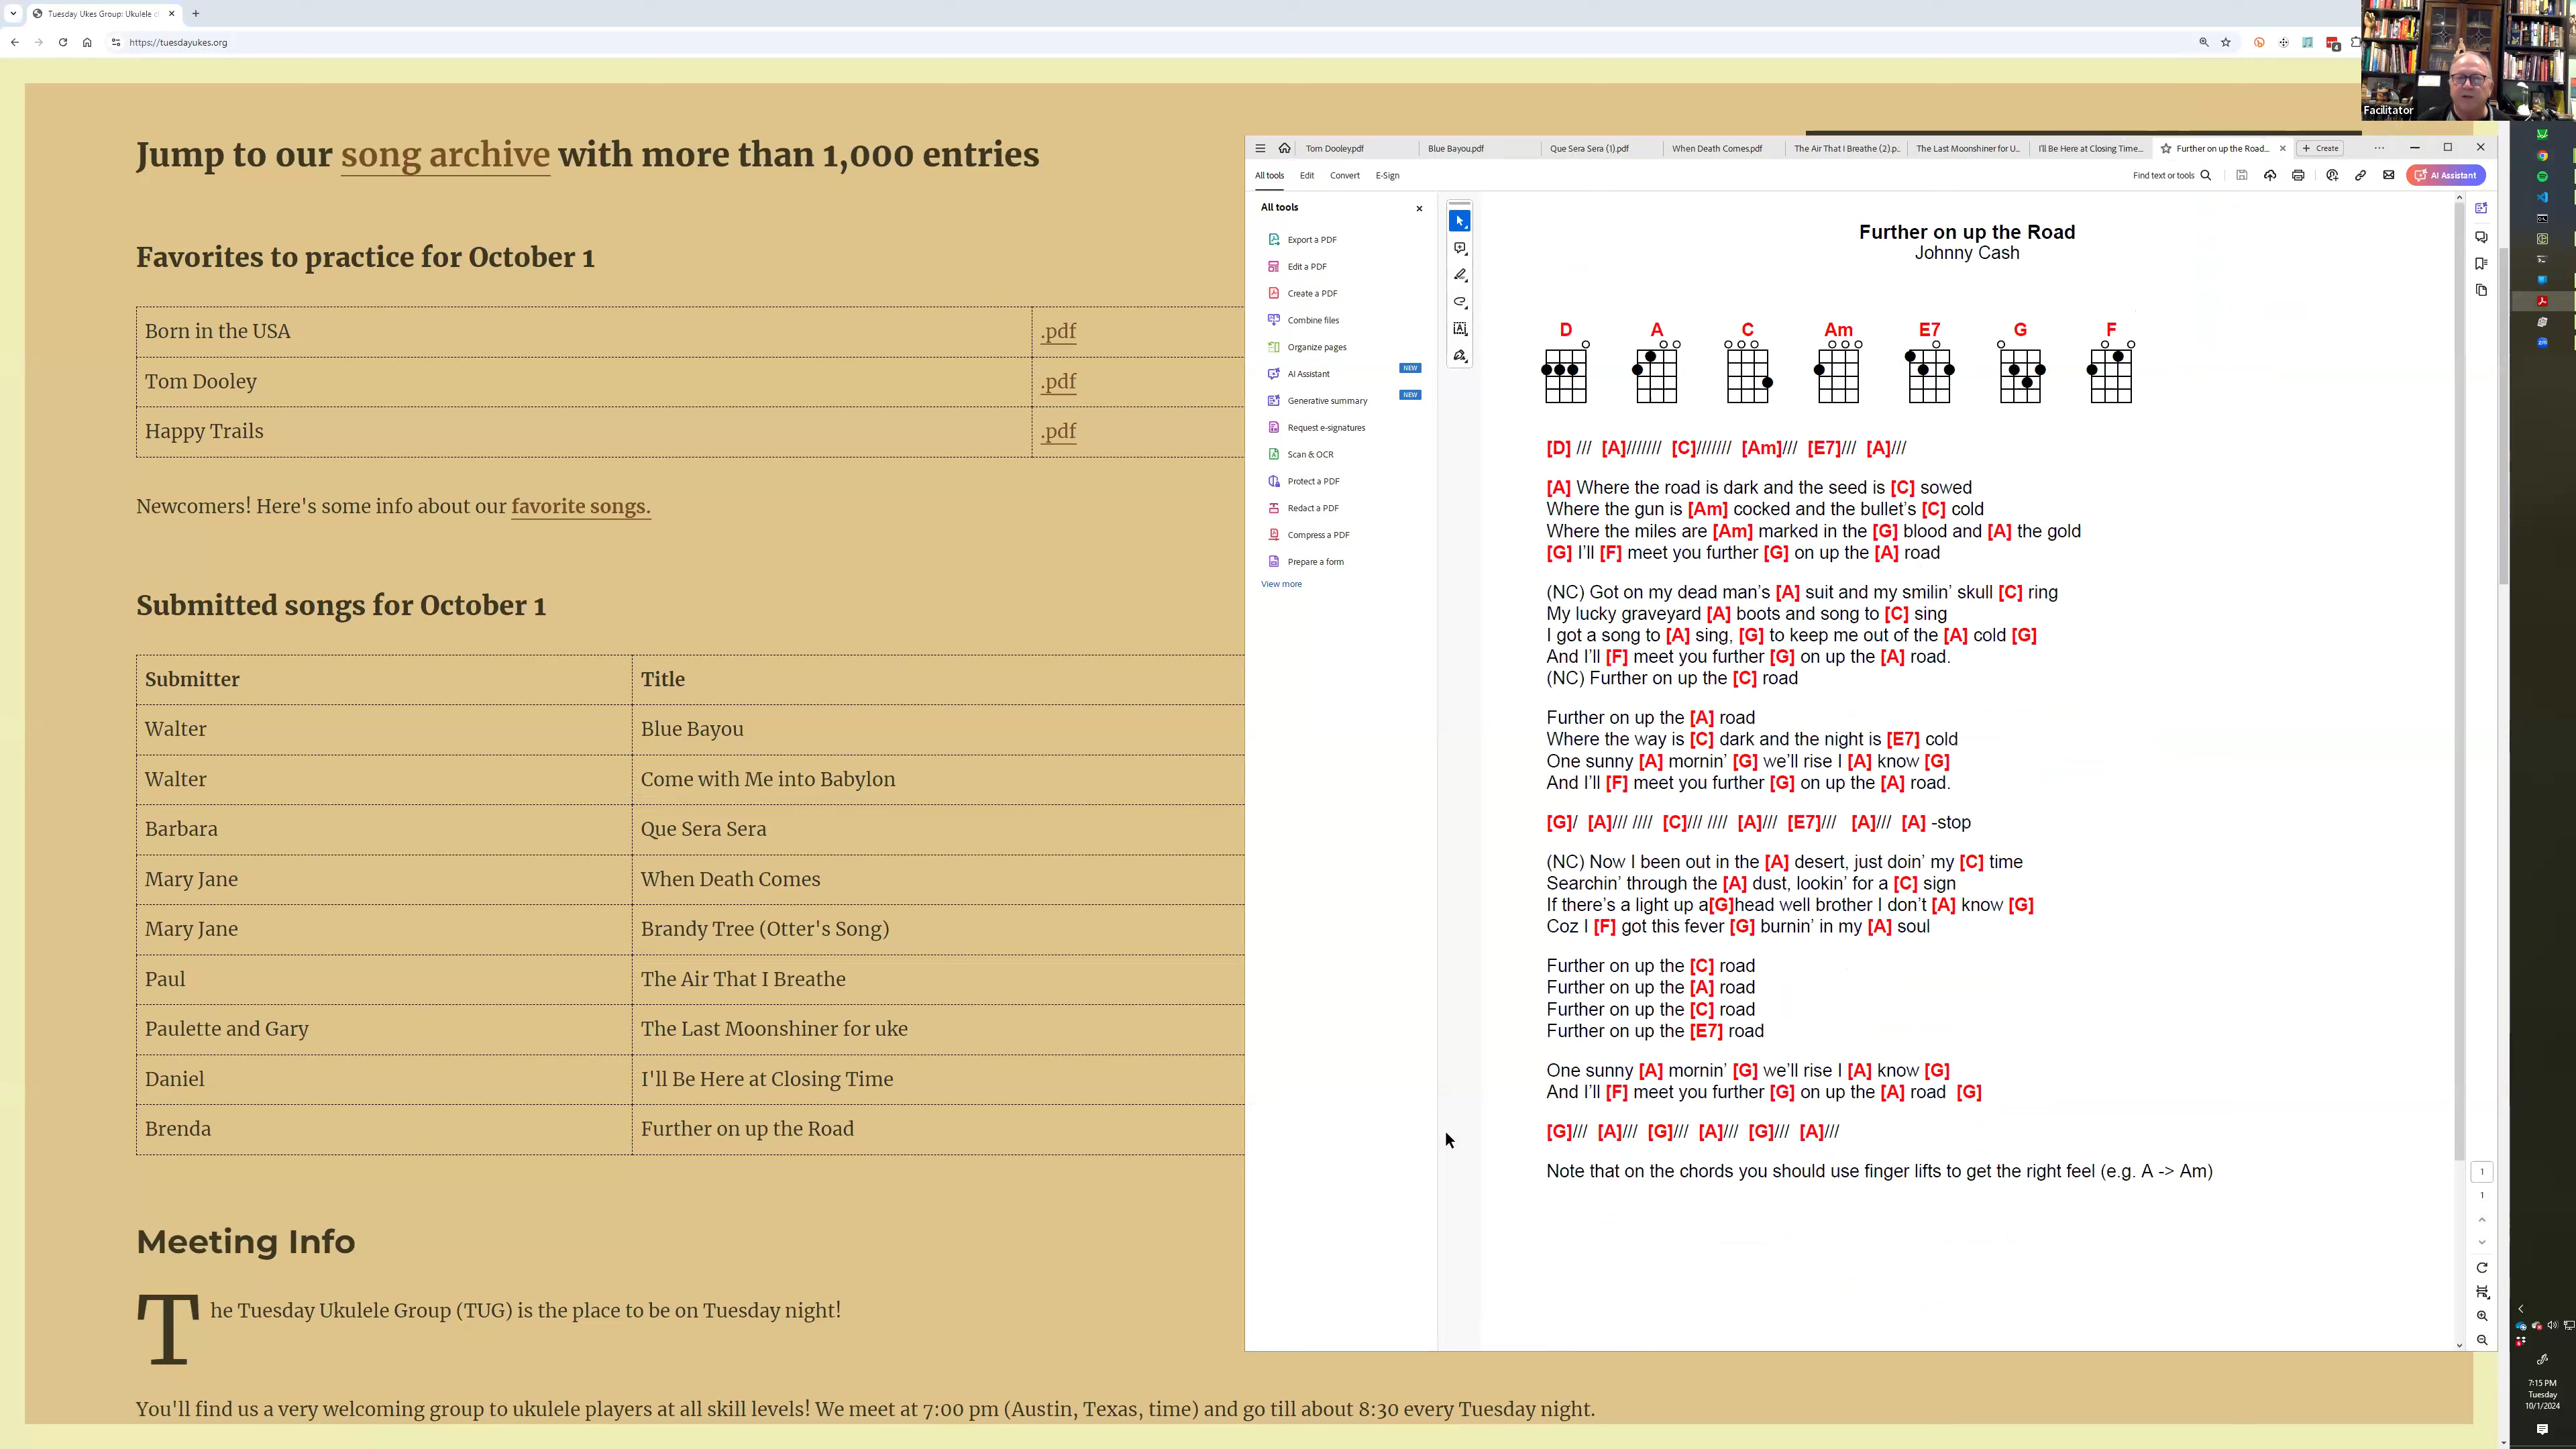 Tuesday Ukes Group: Ukulele cl
https://tuesdayukes.org
Facilitator
Jump to our song archive with more than 1,000 entries
Favorites to practice for October 1
Born in the USA .pdf
Tom Dooley .pdf
Happy Trails .pdf
Newcomers! Here's some info about our favorite songs.
Submitted songs for October 1
Submitter Title
Walter Blue Bayou
Walter Come with Me into Babylon
Barbara Que Sera Sera
Mary Jane When Death Comes
Mary Jane Brandy Tree (Otter's Song)
Paul The Air That I Breathe
Paulette and Gary The Last Moonshiner for uke
Daniel I'll Be Here at Closing Time
Brenda Further on up the Road
Meeting Info
The Tuesday Ukulele Group (TUG) is the place to be on Tuesday night!
You'll find us a very welcoming group to ukulele players at all skill levels! We meet at 7:00 pm (Austin, Texas, time) and go till about 8:30 every Tuesday night.
Tom Dooley.pdf Blue Bayou.pdf Que Sera Sera (1).pdf When Death Comes.pdf The Air That I Breathe (2).p... The Last Moonshiner for U... I'll Be Here at Closing Time... Further on up the Road... Create
All tools Edit Convert E-Sign Find text or tools AI Assistant
All tools
Export a PDF
Edit a PDF
Create a PDF
Combine files
Organize pages
AI Assistant NEW
Generative summary NEW
Request e-signatures
Scan & OCR
Protect a PDF
Redact a PDF
Compress a PDF
Prepare a form
View more
Further on up the Road
Johnny Cash
D A C Am E7 G F
[D] /// [A]/////// [C]/////// [Am]/// [E7]/// [A]///
[A] Where the road is dark and the seed is [C] sowed
Where the gun is [Am] cocked and the bullet's [C] cold
Where the miles are [Am] marked in the [G] blood and [A] the gold
[G] I'll [F] meet you further [G] on up the [A] road
(NC) Got on my dead man's [A] suit and my smilin' skull [C] ring
My lucky graveyard [A] boots and song to [C] sing
I got a song to [A] sing, [G] to keep me out of the [A] cold [G]
And I'll [F] meet you further [G] on up the [A] road.
(NC) Further on up the [C] road
Further on up the [A] road
Where the way is [C] dark and the night is [E7] cold
One sunny [A] mornin' [G] we'll rise I [A] know [G]
And I'll [F] meet you further [G] on up the [A] road.
[G]/ [A]/// //// [C]/// //// [A]/// [E7]/// [A]/// [A] -stop
(NC) Now I been out in the [A] desert, just doin' my [C] time
Searchin' through the [A] dust, lookin' for a [C] sign
If there's a light up a[G]head well brother I don't [A] know [G]
Coz I [F] got this fever [G] burnin' in my [A] soul
Further on up the [C] road
Further on up the [A] road
Further on up the [C] road
Further on up the [E7] road
One sunny [A] mornin' [G] we'll rise I [A] know [G]
And I'll [F] meet you further [G] on up the [A] road [G]
[G]/// [A]/// [G]/// [A]/// [G]/// [A]///
Note that on the chords you should use finger lifts to get the right feel (e.g. A -> Am)
1
1
7:15 PM
Tuesday
10/1/2024